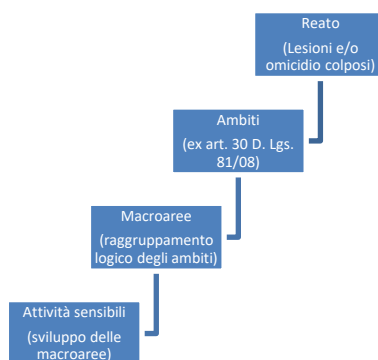 Reato
(Lesioni e/o
omicidio colposi)
Ambiti
(ex art. 30 D. Lgs.
81/08)
Macroaree
(raggruppamento
logico degli ambiti)
Attività sensibili
(sviluppo delle
macroaree)